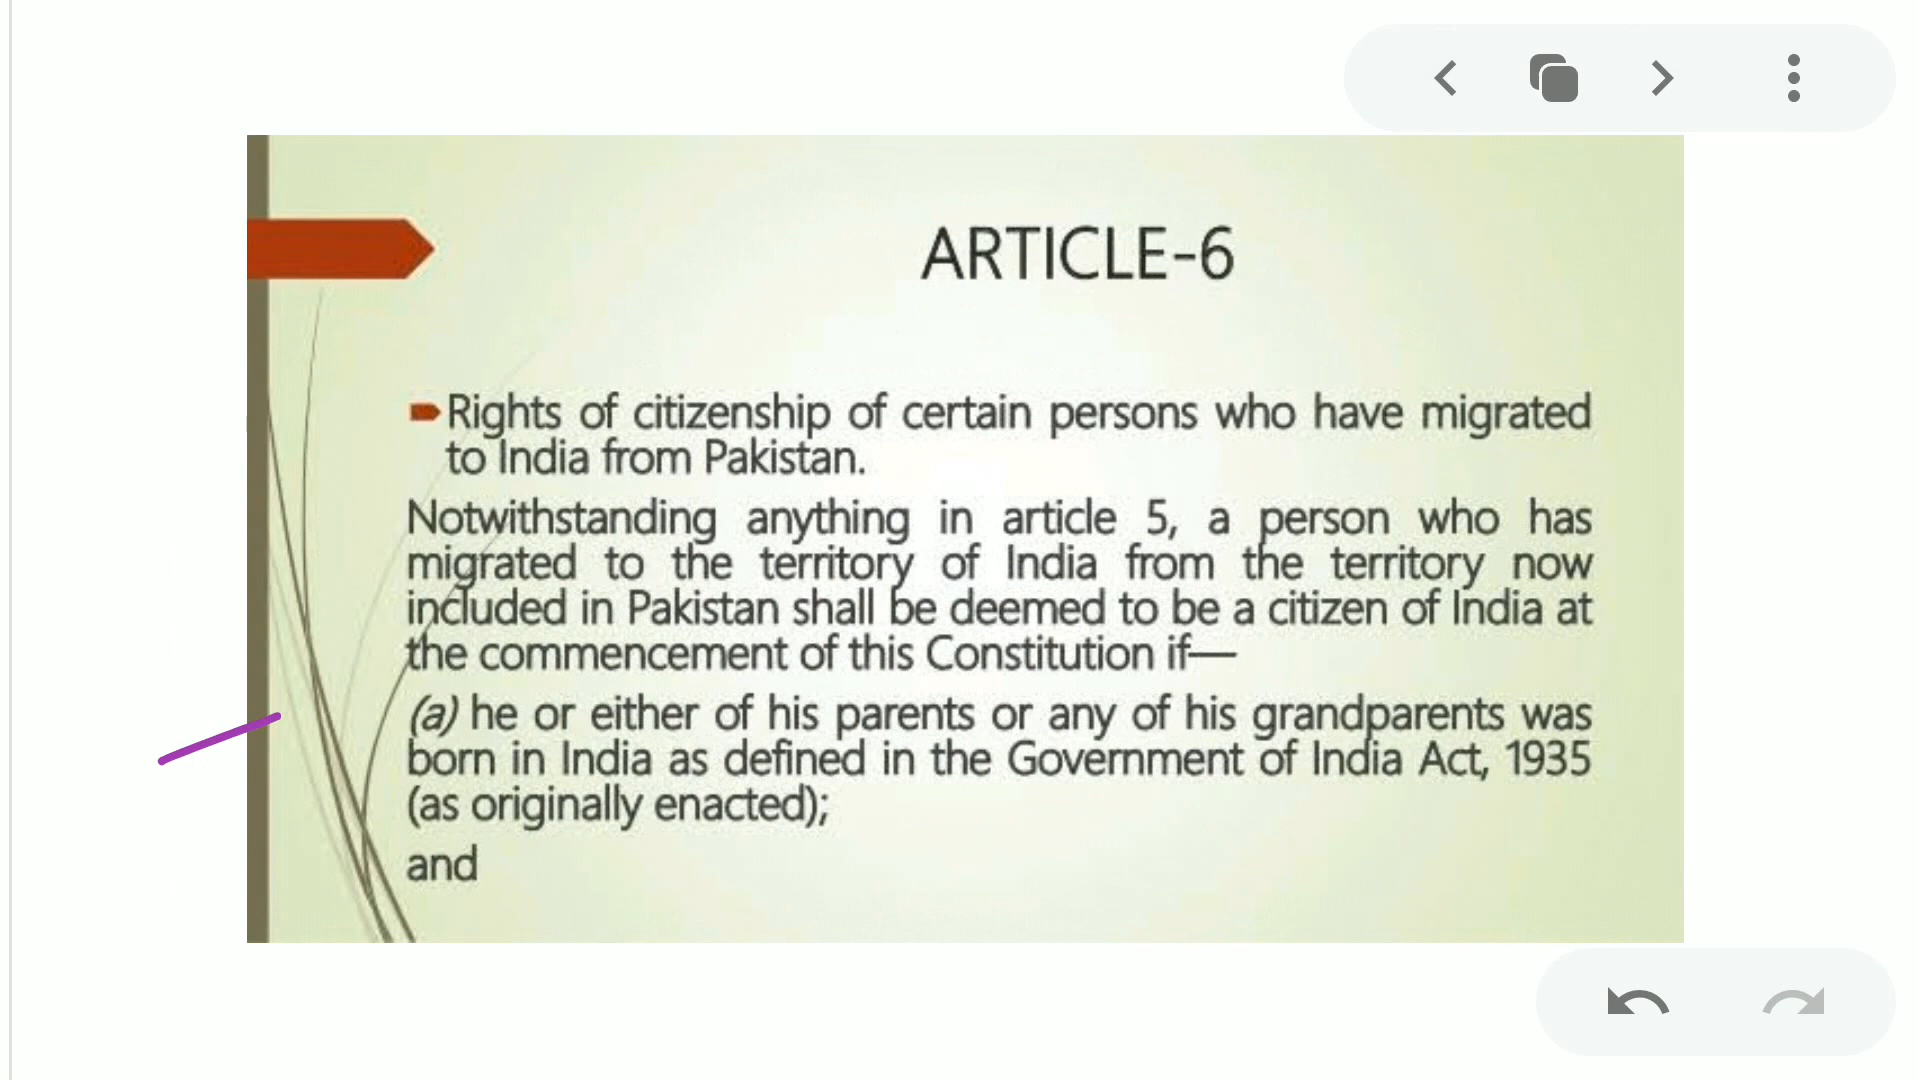 ARTICLE-6
Rights of citizenship of certain persons who have migrated
to India from Pakistan.
Notwithstanding anything in article 5, a person who has
migrated to the territory of India from the territory now
included in Pakistan shall be deemed to be a citizen of India at
the commencement of this Constitution if—
(a) he or either of his parents or any of his grandparents was
born in India as defined in the Government of India Act, 1935
(as originally enacted);
and